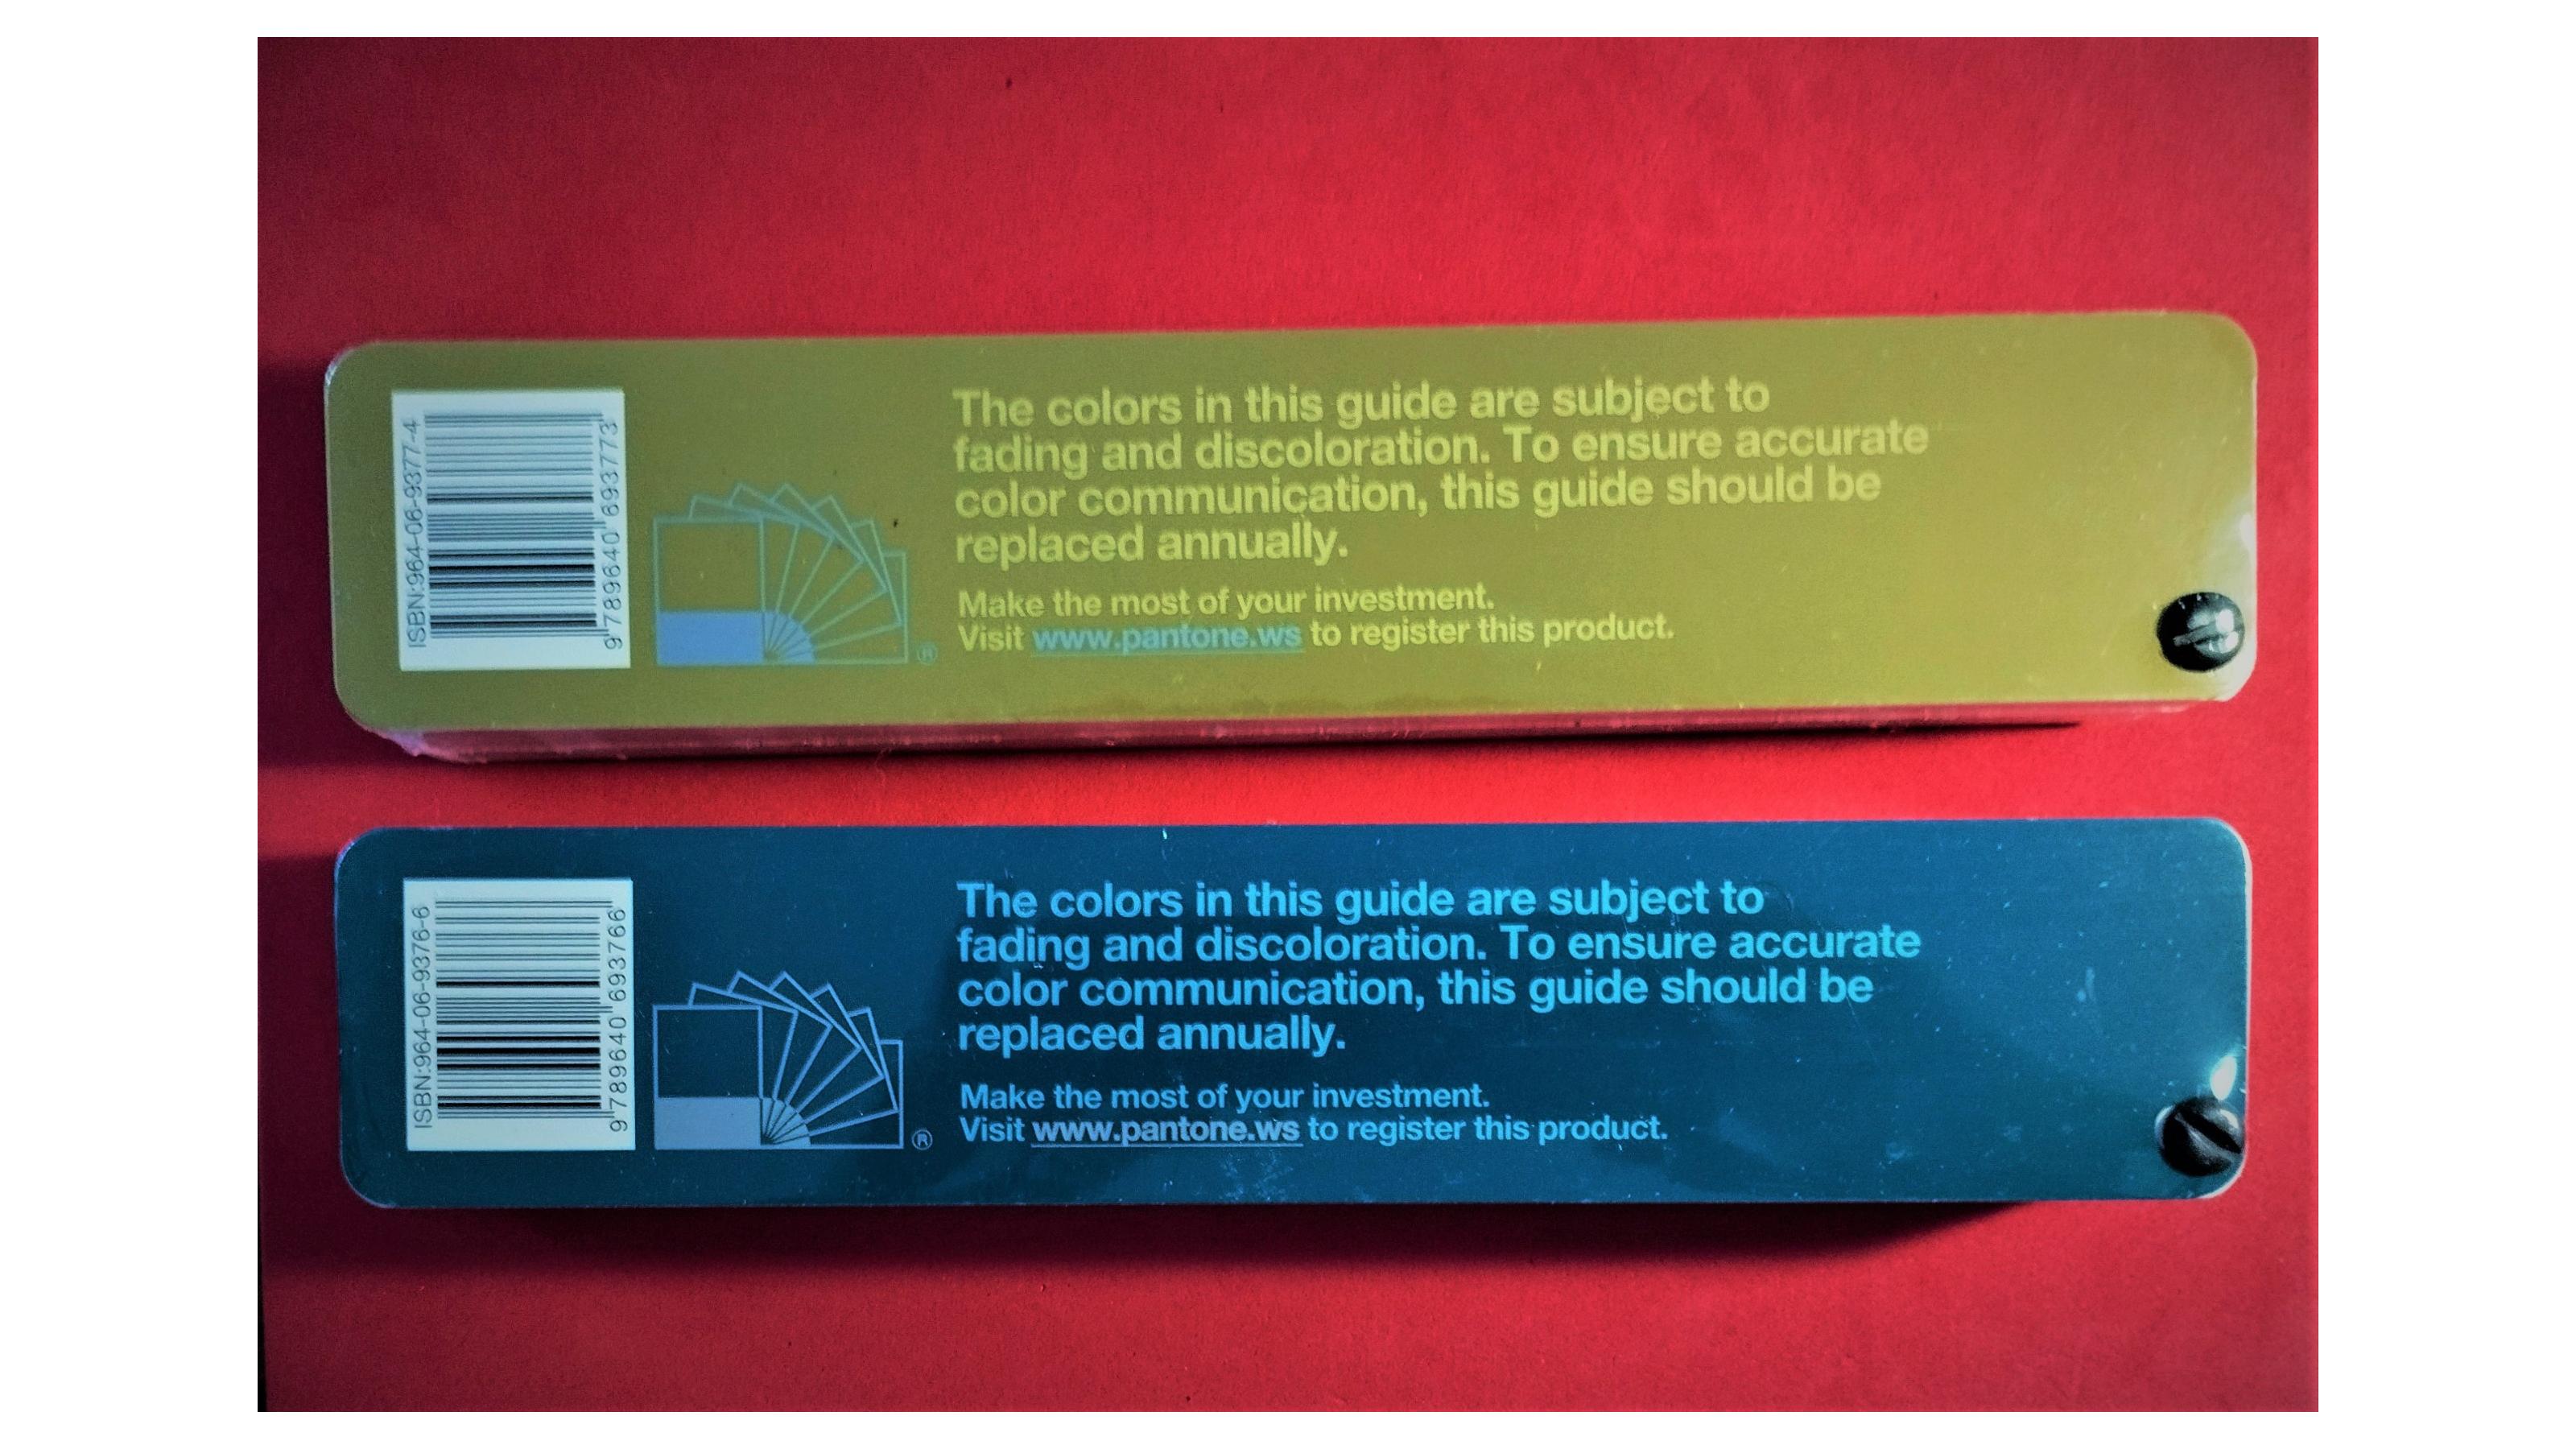 ISBN:964-06-9377-4
9 789640 693773
The colors in this guide are subject to
fading and discoloration. To ensure accurate
color communication, this guide should be
replaced annually.
Make the most of your investment.
Visit www.pantone.ws to register this product.
®
ISBN:964-06-9376-6
9 789640 693766
The colors in this guide are subject to
fading and discoloration. To ensure accurate
color communication, this guide should be
replaced annually.
Make the most of your investment.
Visit www.pantone.ws to register this product.
®